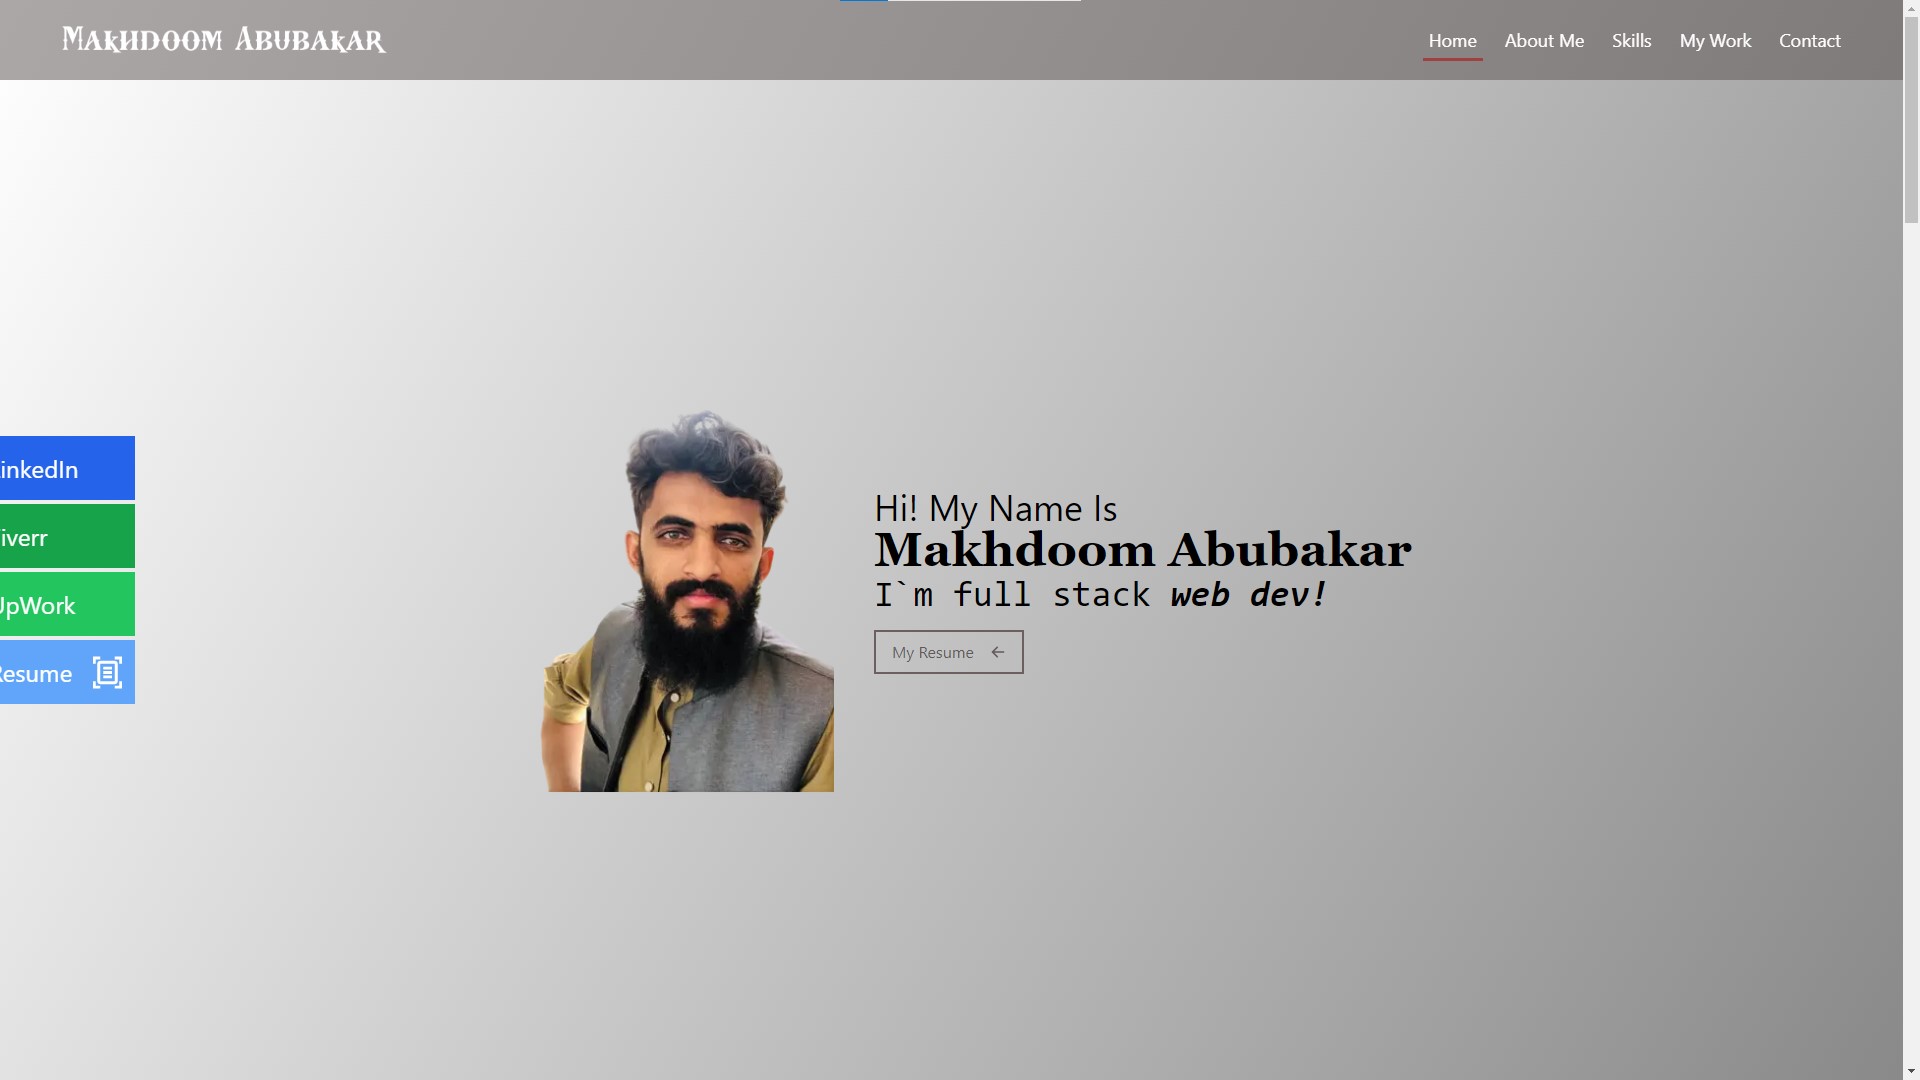 Makhdoom Abubakar
Home About Me Skills My Work Contact
inkedIn
iverr
UpWork
Resume
Hi! My Name Is
Makhdoom Abubakar
I`m full stack web dev!
My Resume